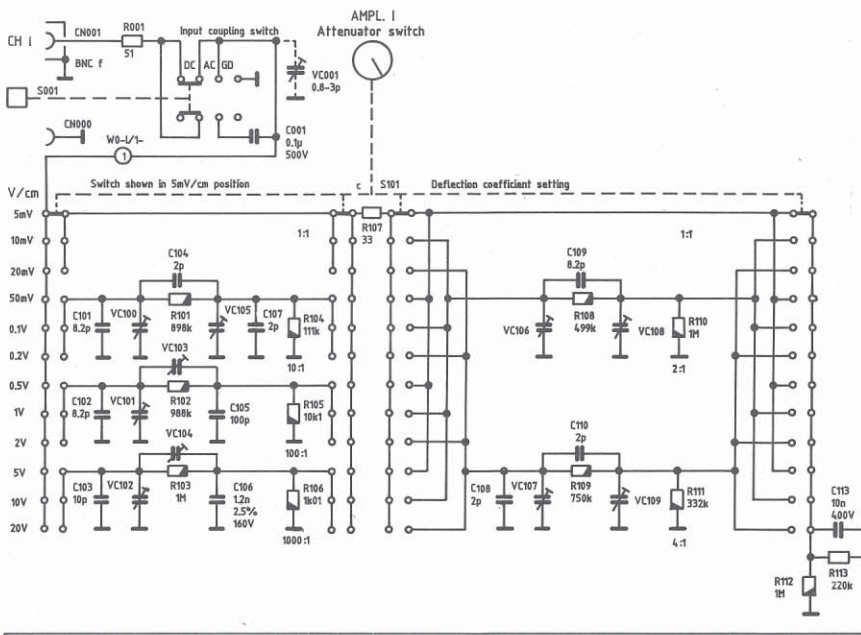 AMPL. I
Attenuator switch
CH I
CN001
R001
51
Input coupling switch
BNC f
DC
AC
GD
VC001
0.8-3p
S001
CN000
W0-1/1-
1
C001
0.1µ
500V
V/cm
Switch shown in 5mV/cm position
c
S101
Deflection coefficient setting
5mV
10mV
20mV
50mV
0.1V
0.2V
0.5V
1V
2V
5V
10V
20V
1:1
R107
33
1:1
C104
2p
C101
8.2p
VC100
R101
898k
VC105
C107
2p
R104
111k
10:1
VC103
C102
8.2p
VC101
R102
988k
C105
100p
R105
10k1
100:1
VC104
C103
10p
VC102
R103
1M
C106
1.2n
2.5%
160V
R106
1k01
1000:1
C109
8.2p
VC106
R108
499k
VC108
R110
1M
2:1
C110
2p
C108
2p
VC107
R109
750k
VC109
R111
332k
4:1
C113
10n
400V
R112
1M
R113
220k